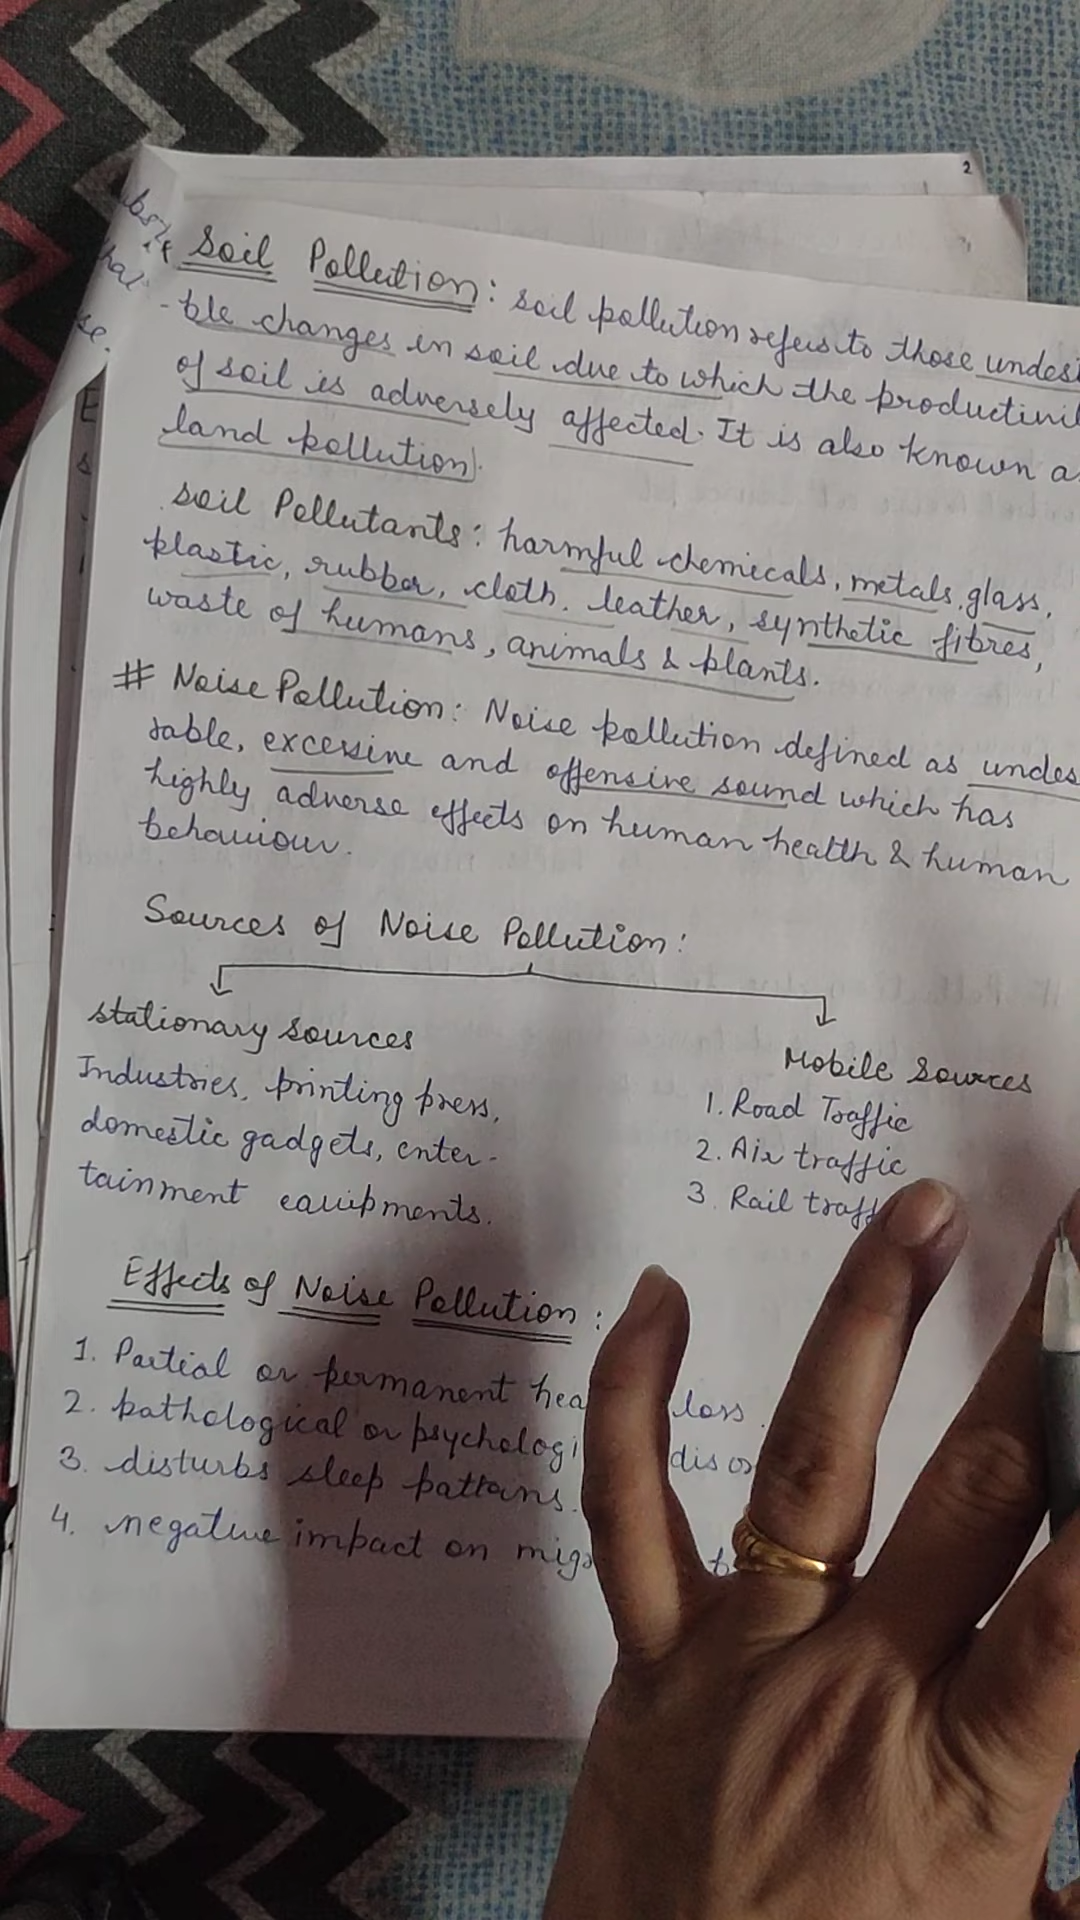 2
# Soil Pollution: soil pollution refers to those undesi
-ble changes in soil due to which the productivi
of soil is adversely affected. It is also known a
land pollution.
soil Pollutants: harmful chemicals, metals, glass,
plastic, rubber, cloth, leather, synthetic fibres,
waste of humans, animals & plants.
# Noise Pollution: Noise pollution defined as undes
rable, excessive and offensive sound which has
highly adverse effects on human health & human
behaviour.
Sources of Noise Pollution:
stationary sources
Industries, printing press,
domestic gadgets, enter-
tainment equipments.
Mobile Sources
1. Road Traffic
2. Air traffic
3. Rail traff
Effects of Noise Pollution:
1. Partial or permanent hea loss.
2. pathological or psychologi disor
3. disturbs sleep pattans.
4. negative impact on migr b